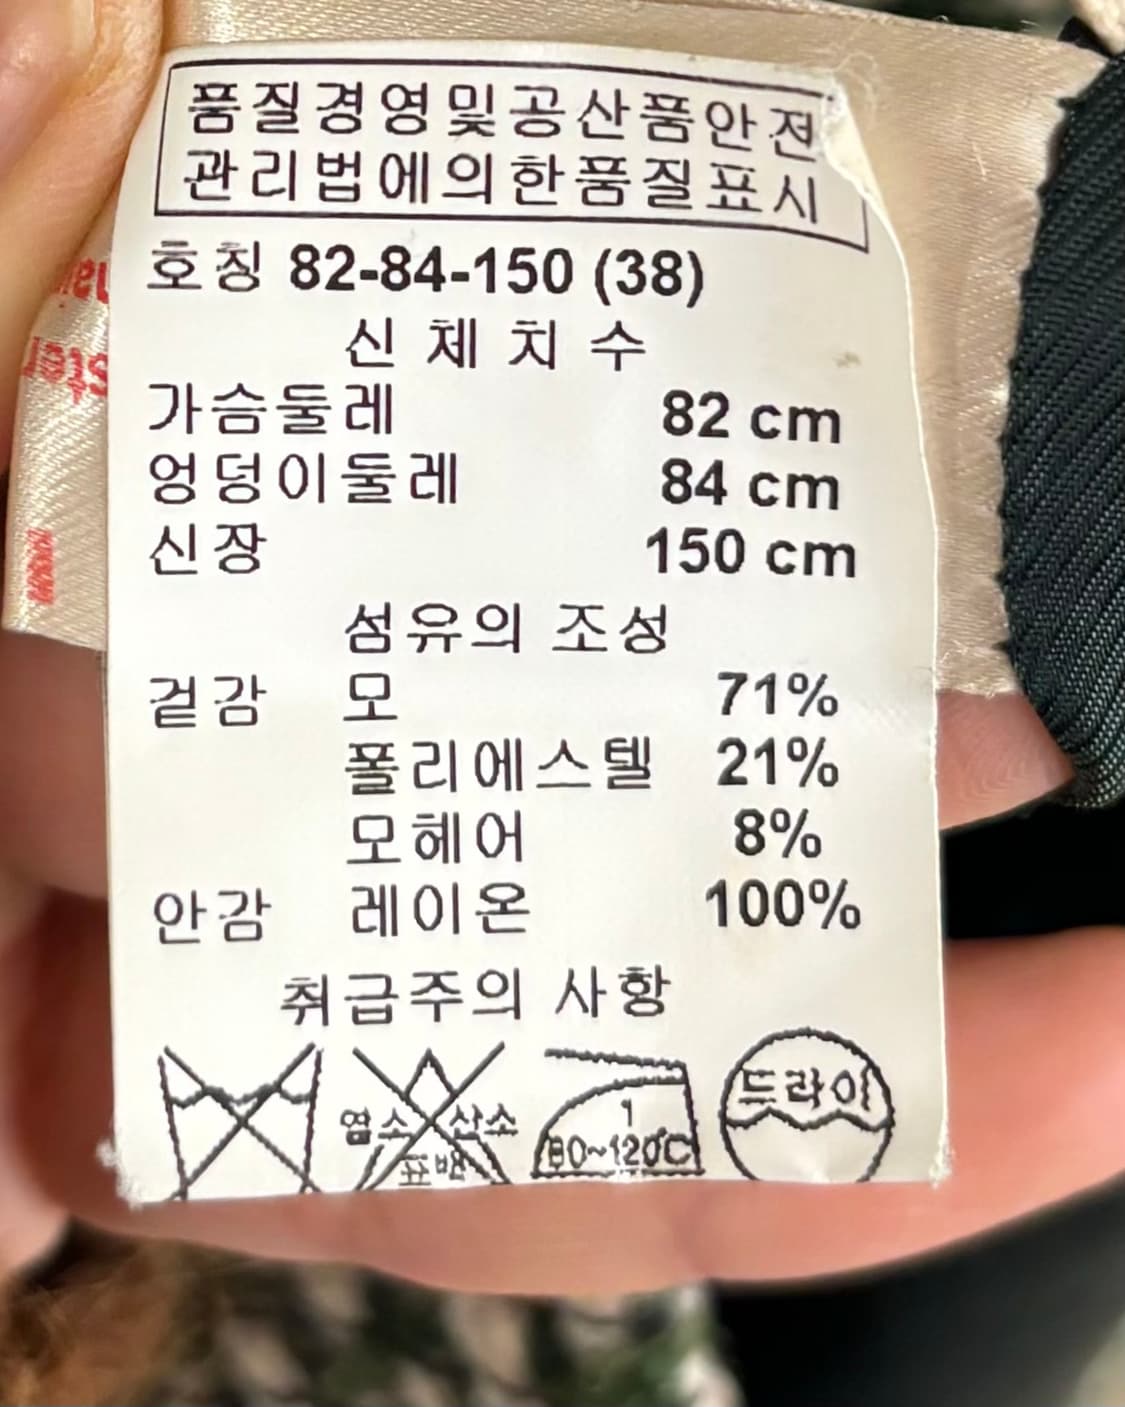 품질경영및공산품안전
관리법에의한품질표시
호칭 82-84-150 (38)
신체치수
가슴둘레 82 cm
엉덩이둘레 84 cm
신장 150 cm
섬유의 조성
겉감 모 71%
폴리에스텔 21%
모헤어 8%
안감 레이온 100%
취급주의 사항
염소 산소
표백
1
80~120℃
드라이